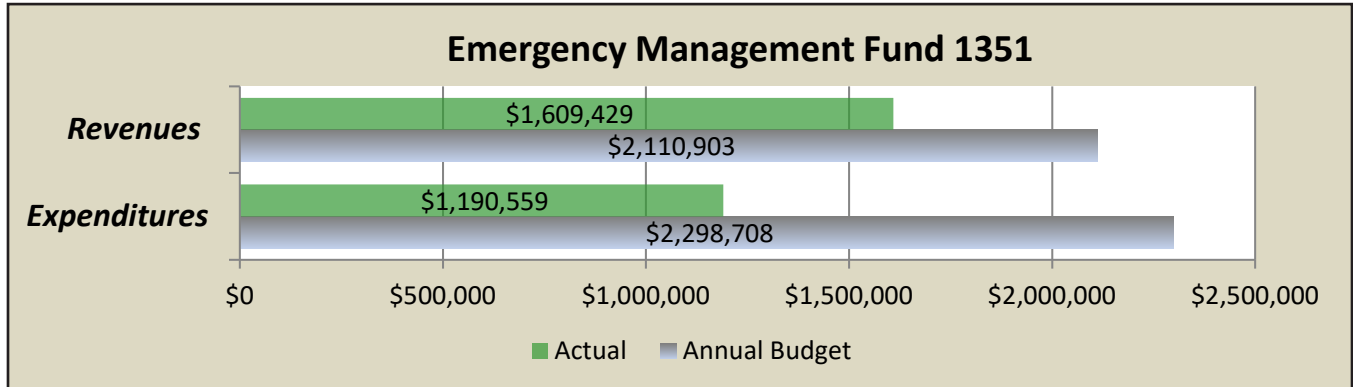 Emergency Management Fund 1351
Revenues
$1,609,429
$2,110,903
Expenditures
$1,190,559
$2,298,708
$0 $500,000 $1,000,000 $1,500,000 $2,000,000 $2,500,000
Actual Annual Budget